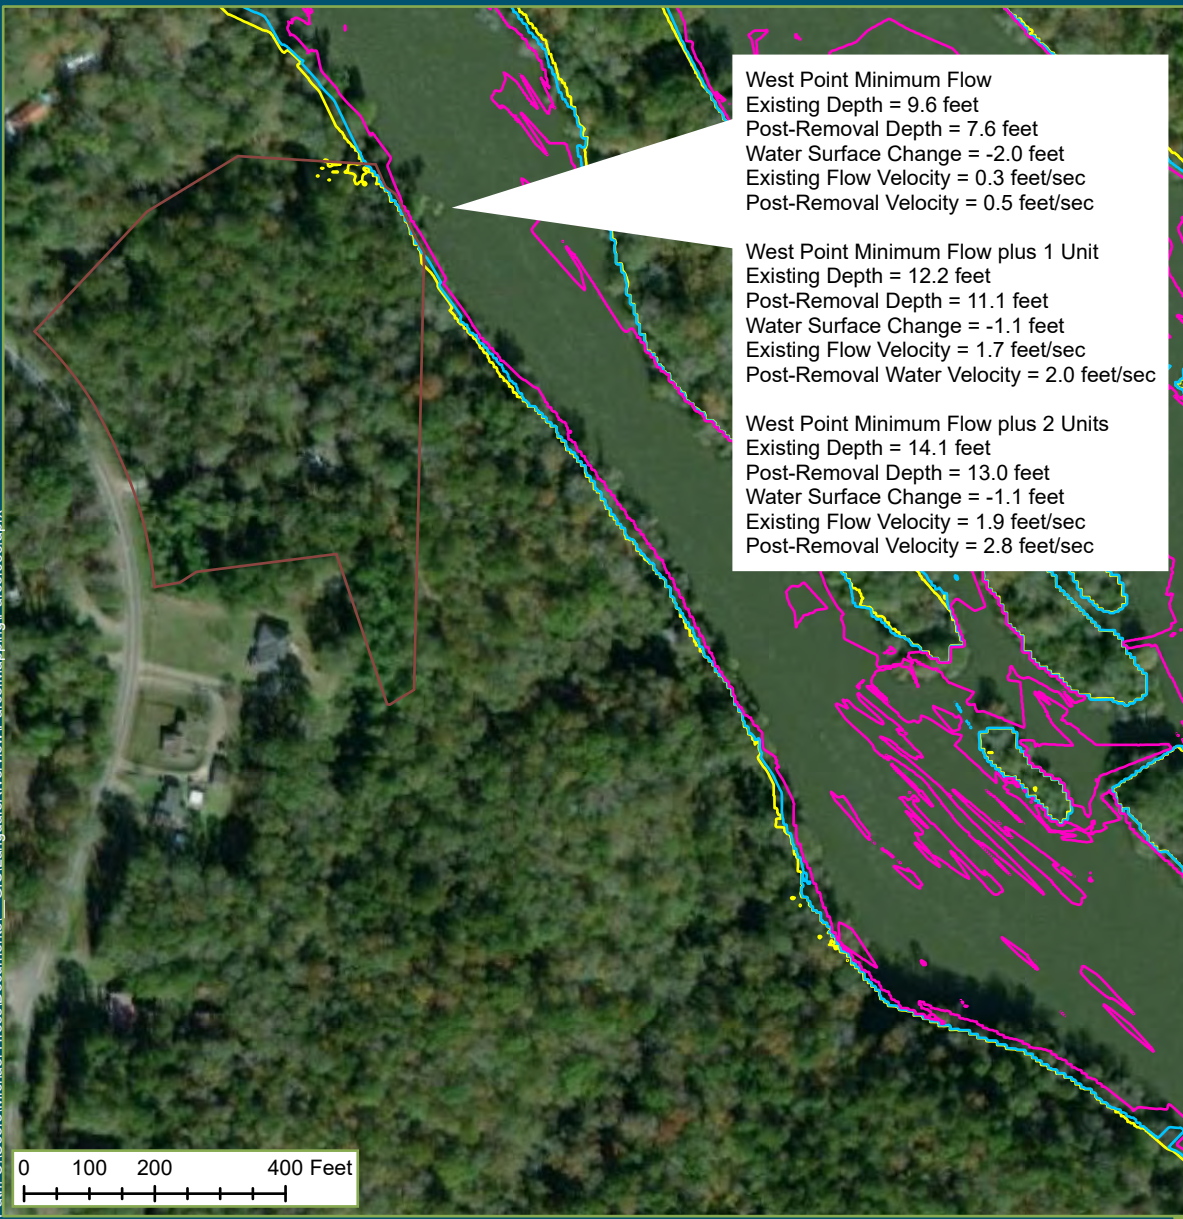 West Point Minimum Flow
Existing Depth = 9.6 feet
Post-Removal Depth = 7.6 feet
Water Surface Change = -2.0 feet
Existing Flow Velocity = 0.3 feet/sec
Post-Removal Velocity = 0.5 feet/sec
West Point Minimum Flow plus 1 Unit
Existing Depth = 12.2 feet
Post-Removal Depth = 11.1 feet
Water Surface Change = -1.1 feet
Existing Flow Velocity = 1.7 feet/sec
Post-Removal Water Velocity = 2.0 feet/sec
West Point Minimum Flow plus 2 Units
Existing Depth = 14.1 feet
Post-Removal Depth = 13.0 feet
Water Surface Change = -1.1 feet
Existing Flow Velocity = 1.9 feet/sec
Post-Removal Velocity = 2.8 feet/sec
0 100 200 400 Feet